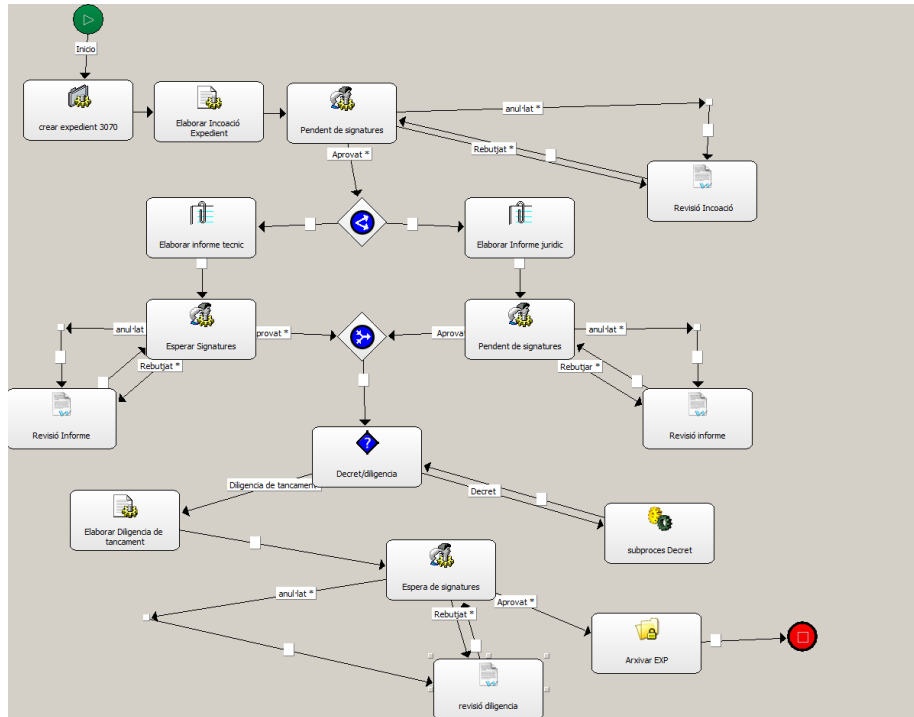 Inicio
crear expedient 3070
Elaborar Incoació
Expedient
Pendent de signatures
anul·lat *
Rebutjat *
Aprovat *
Revisió Incoació
Elaborar informe tecnic
Elaborar Informe juridic
anul·lat
Esperar Signatures
provat *
Aprova
Pendent de signatures
anul·lat *
Rebutjat *
Rebutjar *
Revisió Informe
Revisió informe
Decret/diligencia
Diligencia de tancament
Decret
Elaborar Diligencia de
tancament
subproces Decret
Espera de signatures
anul·lat *
Rebutjat *
Aprovat *
Arxivar EXP
revisió diligencia